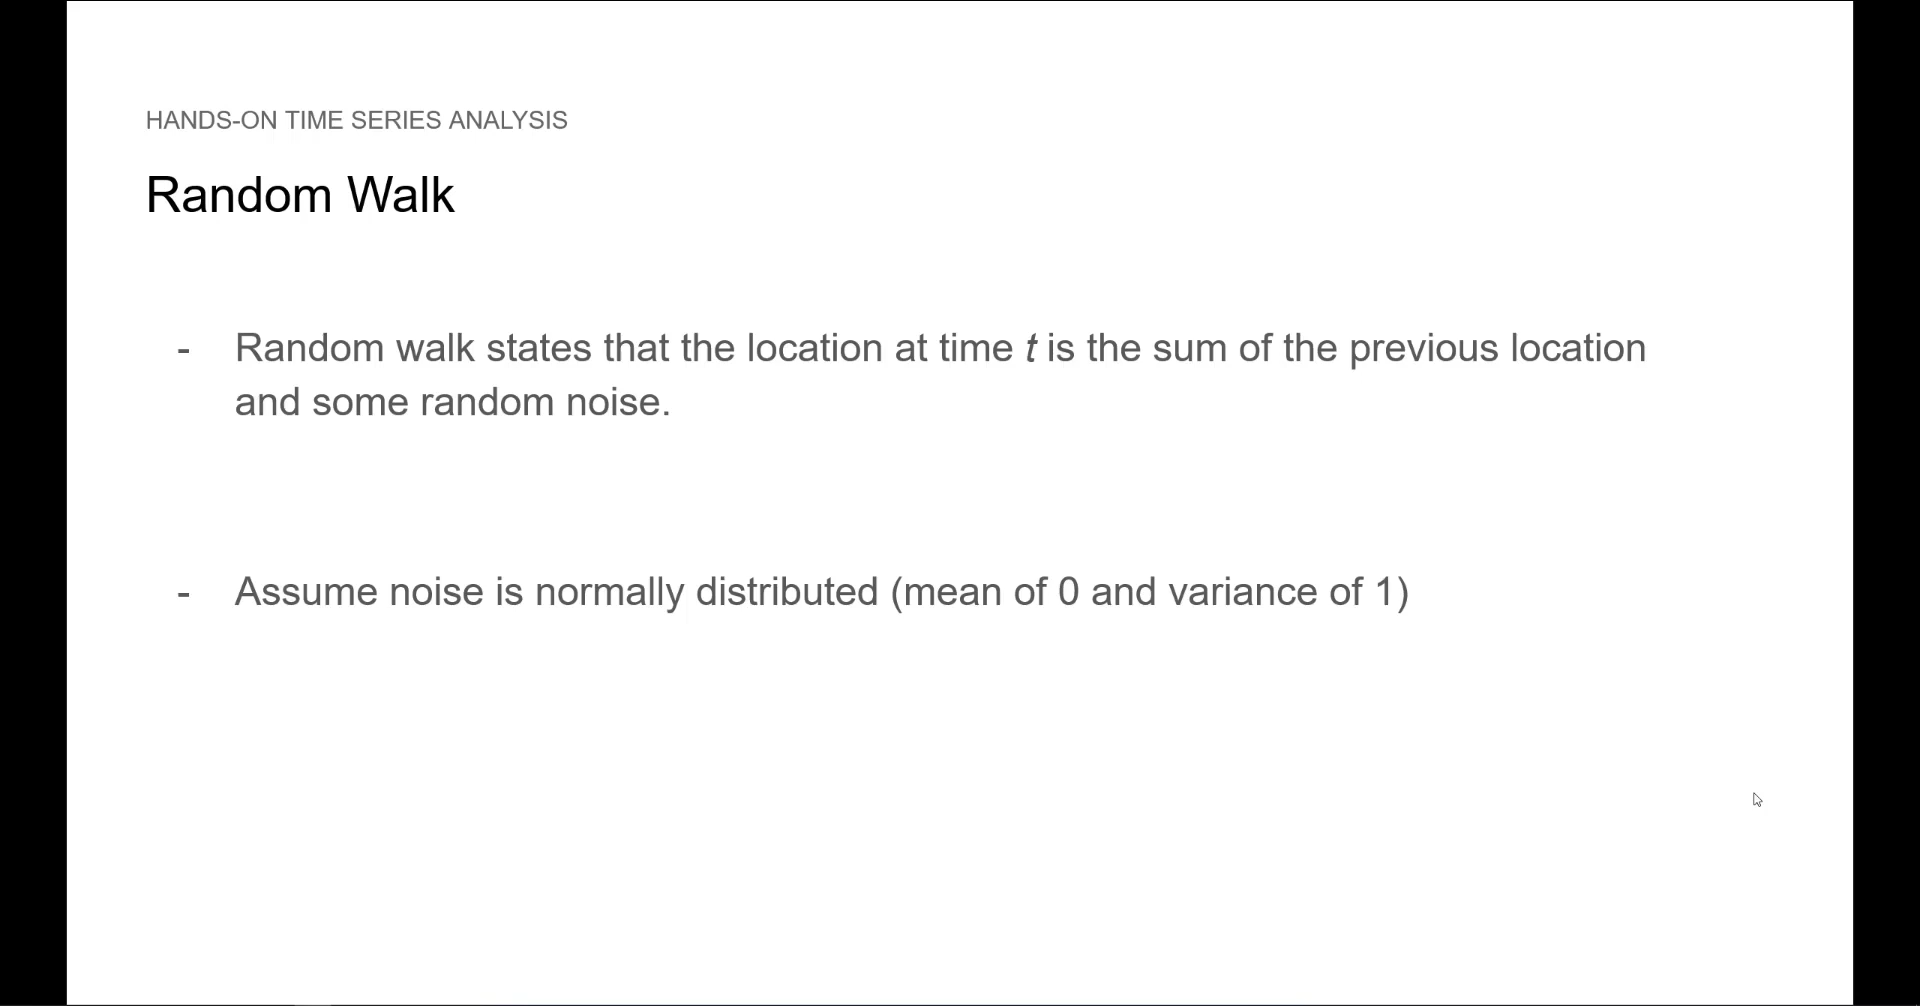 HANDS-ON TIME SERIES ANALYSIS
Random Walk
- Random walk states that the location at time t is the sum of the previous location
and some random noise.
- Assume noise is normally distributed (mean of 0 and variance of 1)